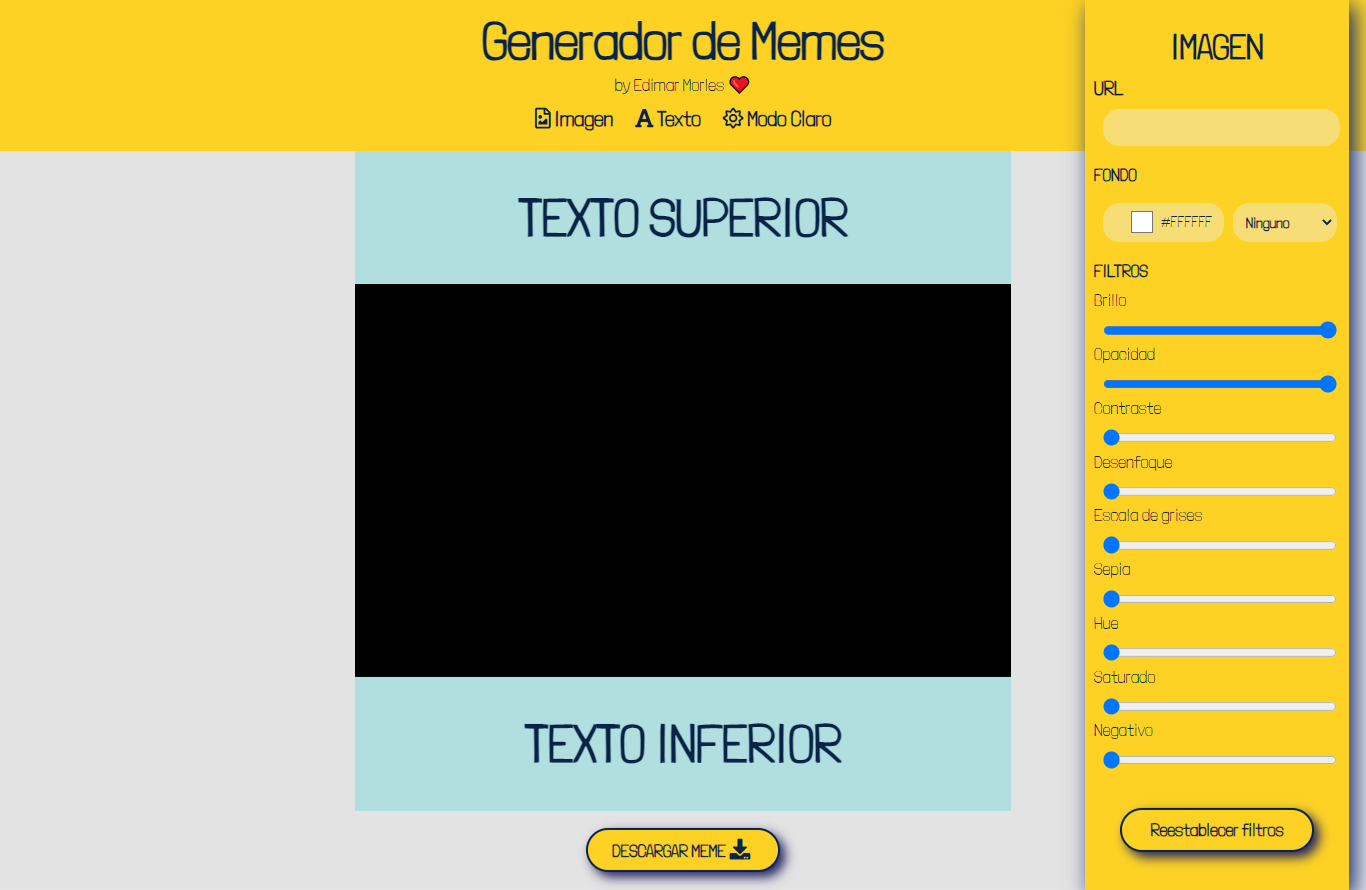 Generador de Memes
by Edimar Morles
Imagen Texto Modo Claro
TEXTO SUPERIOR
TEXTO INFERIOR
DESCARGAR MEME
IMAGEN
URL
FONDO
#FFFFFF Ninguno
FILTROS
Brillo
Opacidad
Contraste
Desenfoque
Escala de grises
Sepia
Hue
Saturado
Negativo
Reestablecer filtros